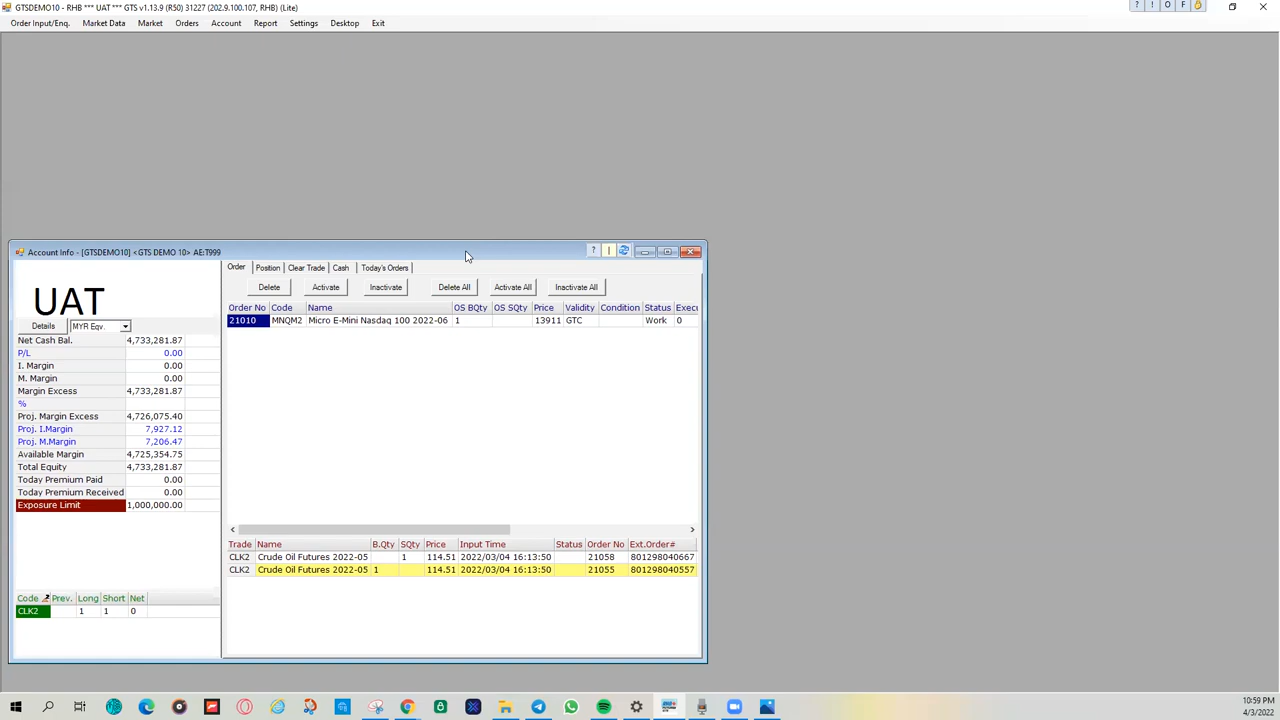 GTSDEMO10 - RHB *** UAT *** GTS v1.13.9 (R50) 31227 (202.9.100.107, RHB) (Lite)
? ! O F
Order Input/Enq. Market Data Market Orders Account Report Settings Desktop Exit
Account Info - [GTSDEMO10] <GTS DEMO 10> AE:T999
?
UAT
Order Position Clear Trade Cash Today's Orders
Delete Activate Inactivate Delete All Activate All Inactivate All
Order No Code Name OS BQty OS SQty Price Validity Condition Status Execu
21010 MNQM2 Micro E-Mini Nasdaq 100 2022-06 1 13911 GTC Work 0
Details MYR Eqv.
Net Cash Bal. 4,733,281.87
P/L 0.00
I. Margin 0.00
M. Margin 0.00
Margin Excess 4,733,281.87
%
Proj. Margin Excess 4,726,075.40
Proj. I.Margin 7,927.12
Proj. M.Margin 7,206.47
Available Margin 4,725,354.75
Total Equity 4,733,281.87
Today Premium Paid 0.00
Today Premium Received 0.00
Exposure Limit 1,000,000.00
Trade Name B.Qty SQty Price Input Time Status Order No Ext.Order#
CLK2 Crude Oil Futures 2022-05 1 114.51 2022/03/04 16:13:50 21058 801298040667
CLK2 Crude Oil Futures 2022-05 1 114.51 2022/03/04 16:13:50 21055 801298040557
Code Prev. Long Short Net
CLK2 1 1 0
10:59 PM
4/3/2022